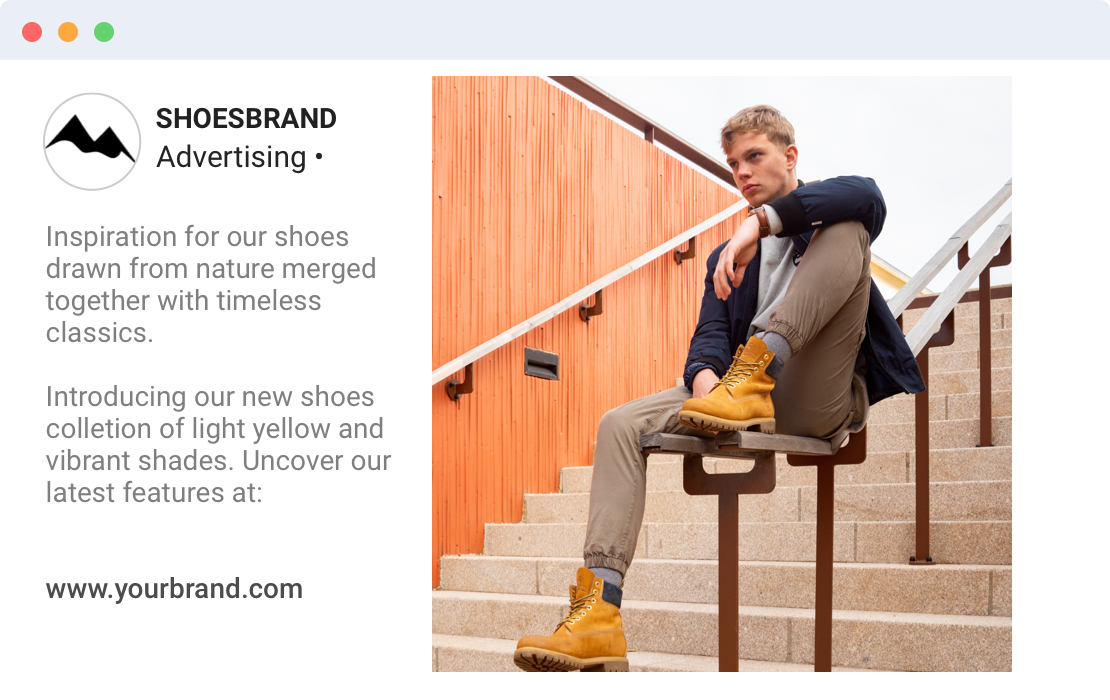 SHOESBRAND
Advertising •
Inspiration for our shoes
drawn from nature merged
together with timeless
classics.
Introducing our new shoes
colletion of light yellow and
vibrant shades. Uncover our
latest features at:
www.yourbrand.com